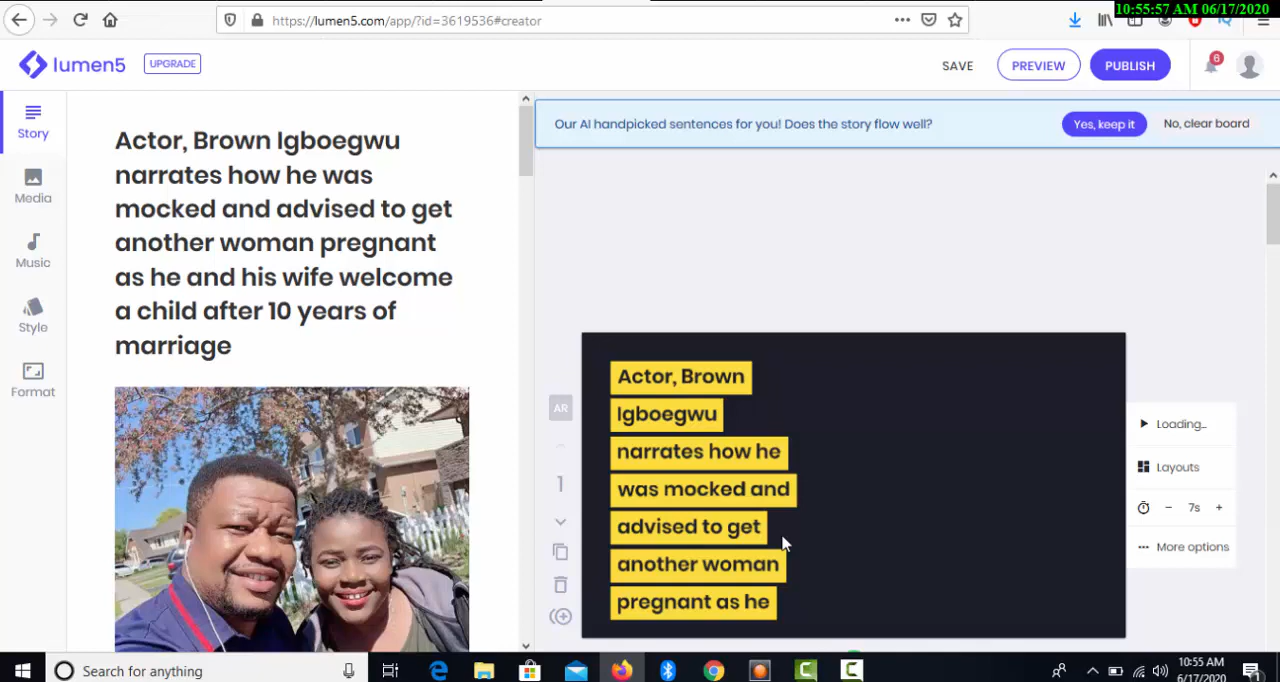 10:55:57 AM 06/17/2020
https://lumen5.com/app/?id=3619536#creator
lumen5
UPGRADE
SAVE
PREVIEW
PUBLISH
6
Story
Media
Music
Style
Format
Actor, Brown Igboegwu
narrates how he was
mocked and advised to get
another woman pregnant
as he and his wife welcome
a child after 10 years of
marriage
Our AI handpicked sentences for you! Does the story flow well?
Yes, keep it
No, clear board
AR
1
Actor, Brown
Igboegwu
narrates how he
was mocked and
advised to get
another woman
pregnant as he
Loading...
Layouts
− 7s +
More options
Search for anything
10:55 AM
6/17/2020
1